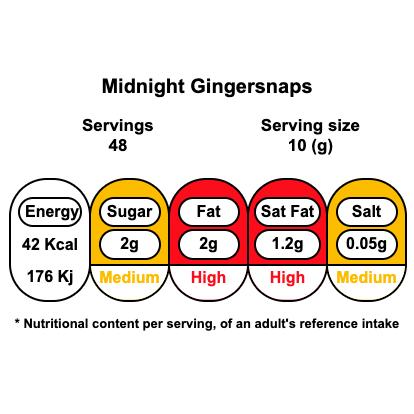 Midnight Gingersnaps
Servings Serving size
48 10 (g)
Energy Sugar Fat Sat Fat Salt
42 Kcal 2g 2g 1.2g 0.05g
176 Kj Medium High High Medium
* Nutritional content per serving, of an adult's reference intake